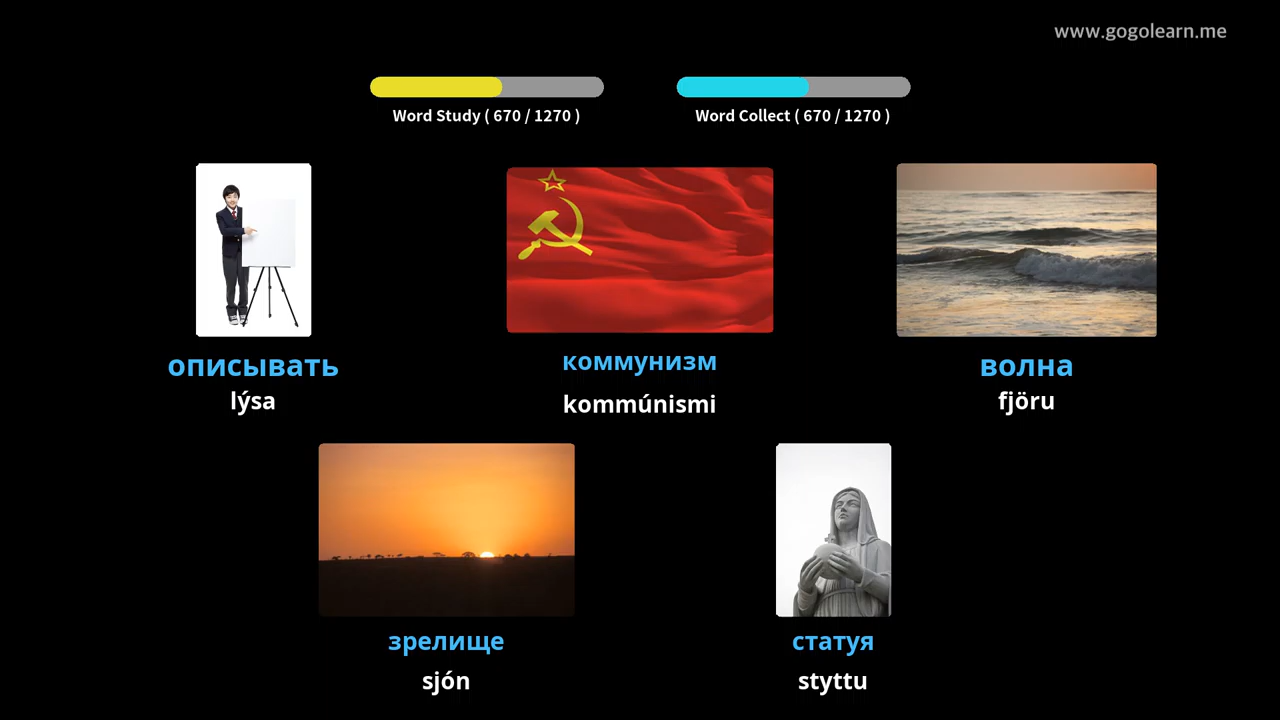 www.gogolearn.me
Word Study ( 670 / 1270 )
Word Collect ( 670 / 1270 )
описывать
lýsa
коммунизм
kommúnismi
волна
fjöru
зрелище
sjón
статуя
styttu